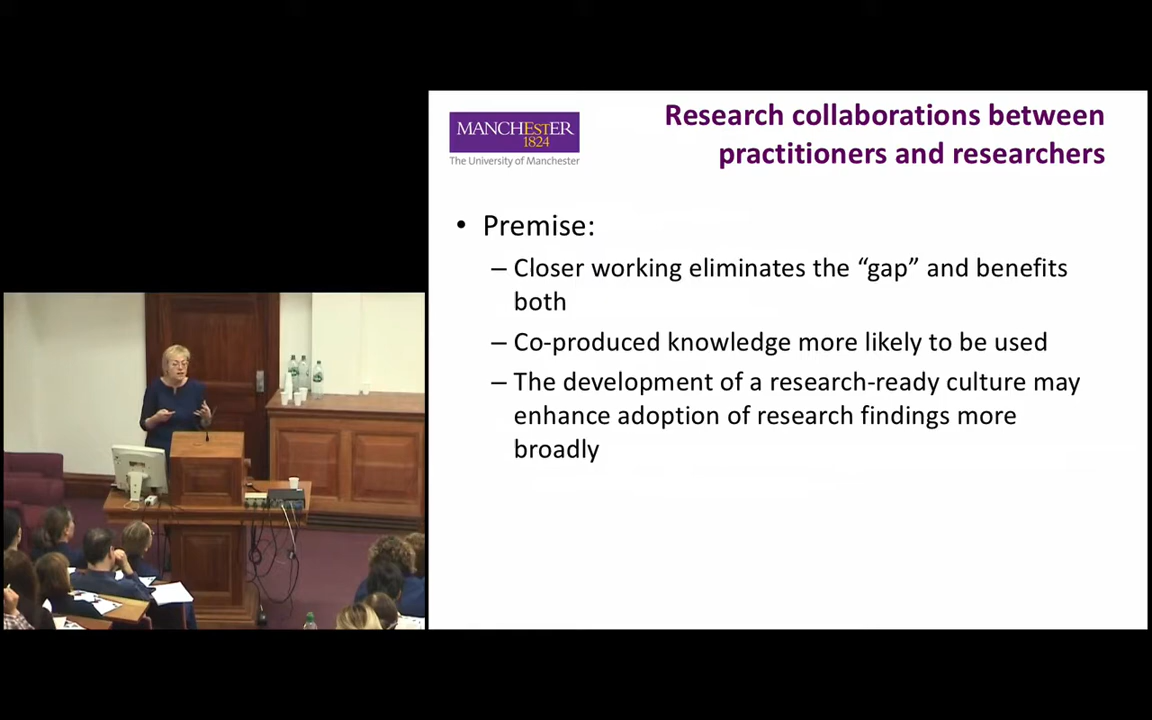 MANCHESTER
1824
The University of Manchester
Research collaborations between
practitioners and researchers
• Premise:
– Closer working eliminates the “gap” and benefits
both
– Co-produced knowledge more likely to be used
– The development of a research-ready culture may
enhance adoption of research findings more
broadly